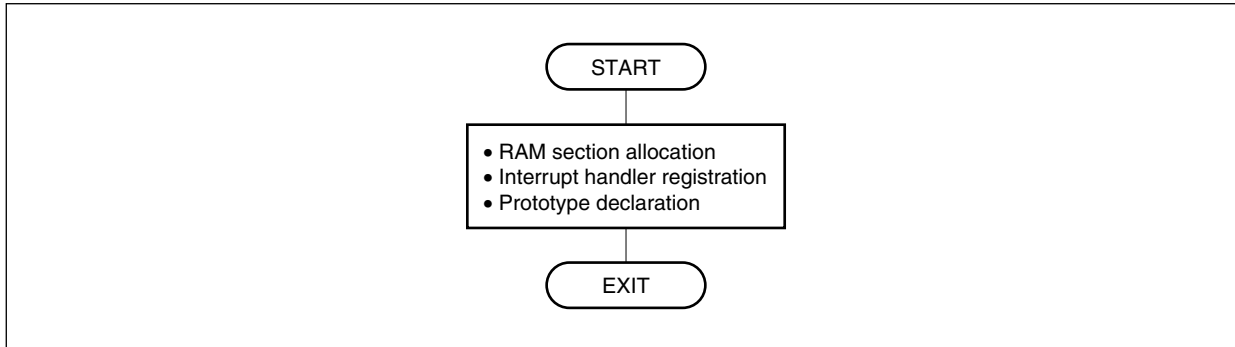 START
• RAM section allocation
• Interrupt handler registration
• Prototype declaration
EXIT